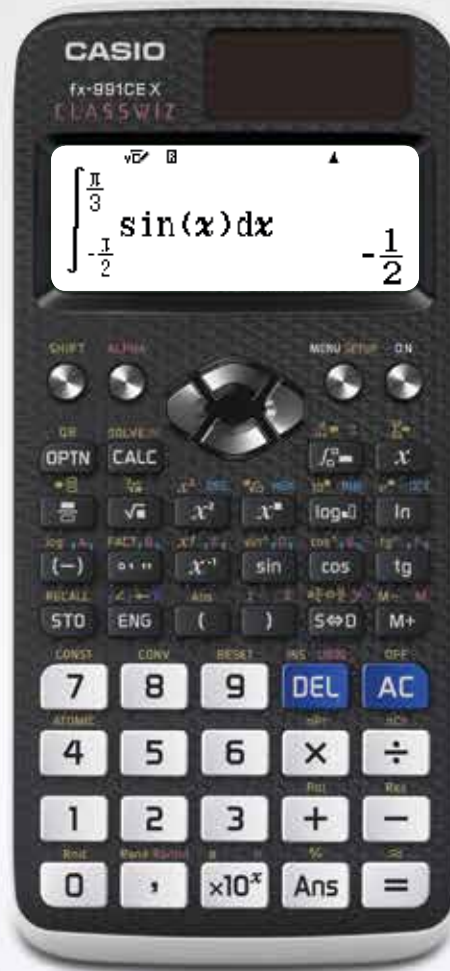 CASIO
fx-991CE X
CLASSWIZ
π/3
∫ sin(x)dx
-π/2
-1/2
SHIFT ALPHA MENU SETUP ON
QR SOLVE
OPTN CALC x
x² x■ log ln
(−) x⁻¹ sin cos tg
RECALL
STO ENG ( ) S⇔D M+
CONST CONV RESET INS OFF
7 8 9 DEL AC
ATOMIC
4 5 6 × ÷
1 2 3 + −
0 , ×10ˣ Ans =